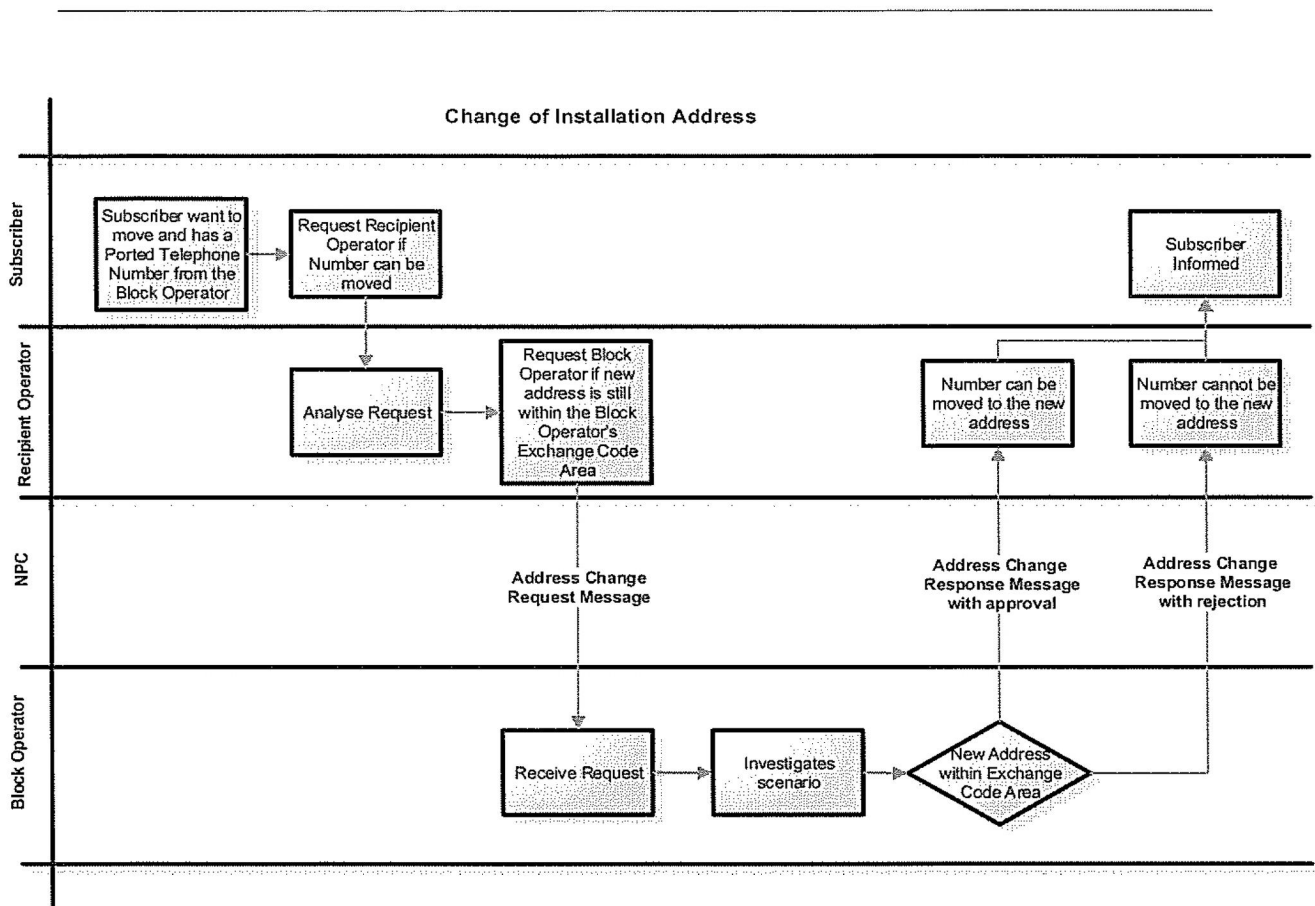 Change of Installation Address
Subscriber
Subscriber want to
move and has a
Ported Telephone
Number from the
Block Operator
Request Recipient
Operator if
Number can be
moved
Subscriber
Informed
Recipient Operator
Analyse Request
Request Block
Operator if new
address is still
within the Block
Operator's
Exchange Code
Area
Number can be
moved to the new
address
Number cannot be
moved to the new
address
NPC
Address Change
Request Message
Address Change
Response Message
with approval
Address Change
Response Message
with rejection
Block Operator
Receive Request
Investigates
scenario
New Address
within Exchange
Code Area